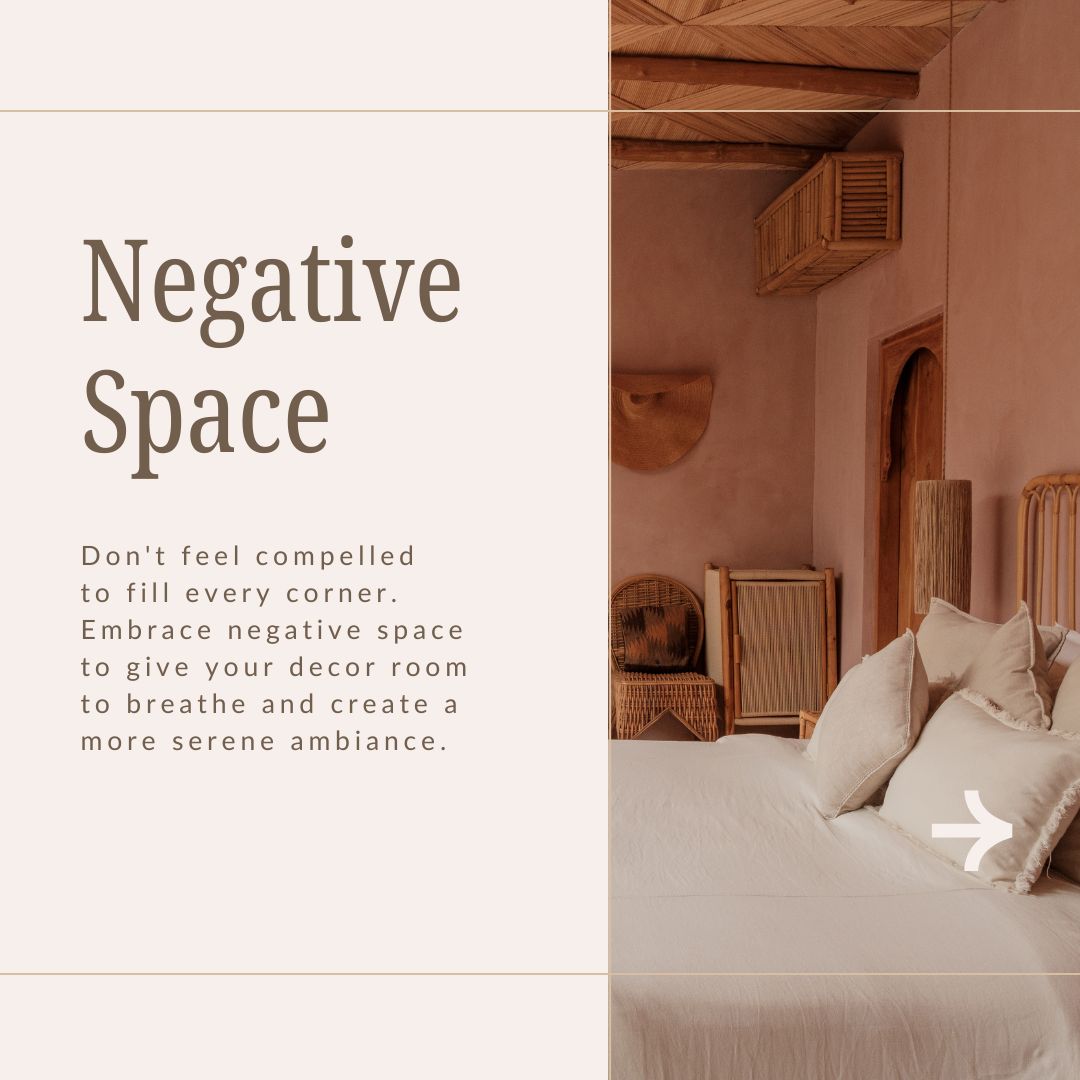 Negative
Space
Don't feel compelled
to fill every corner.
Embrace negative space
to give your decor room
to breathe and create a
more serene ambiance.